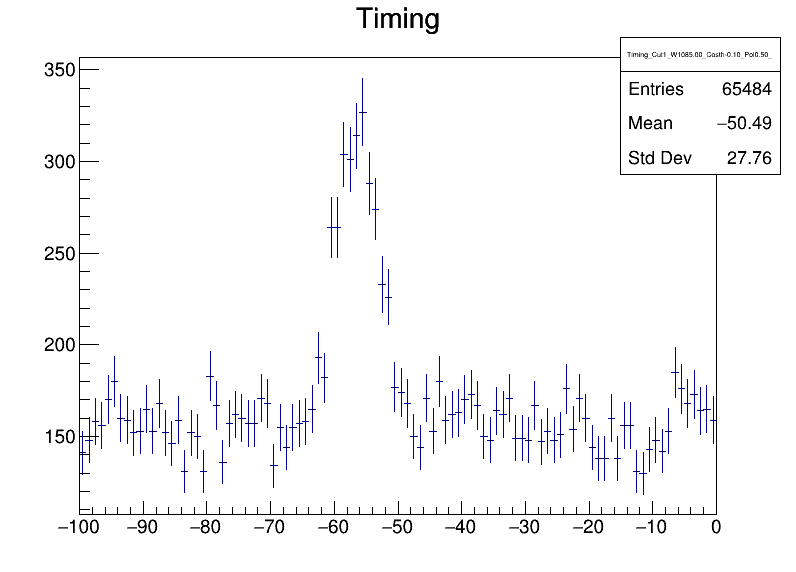 Timing
Timing_Cut1_W1085.00_Costh-0.10_Pol0.50_
Entries 65484
Mean −50.49
Std Dev 27.76
350
300
250
200
150
−100 −90 −80 −70 −60 −50 −40 −30 −20 −10 0